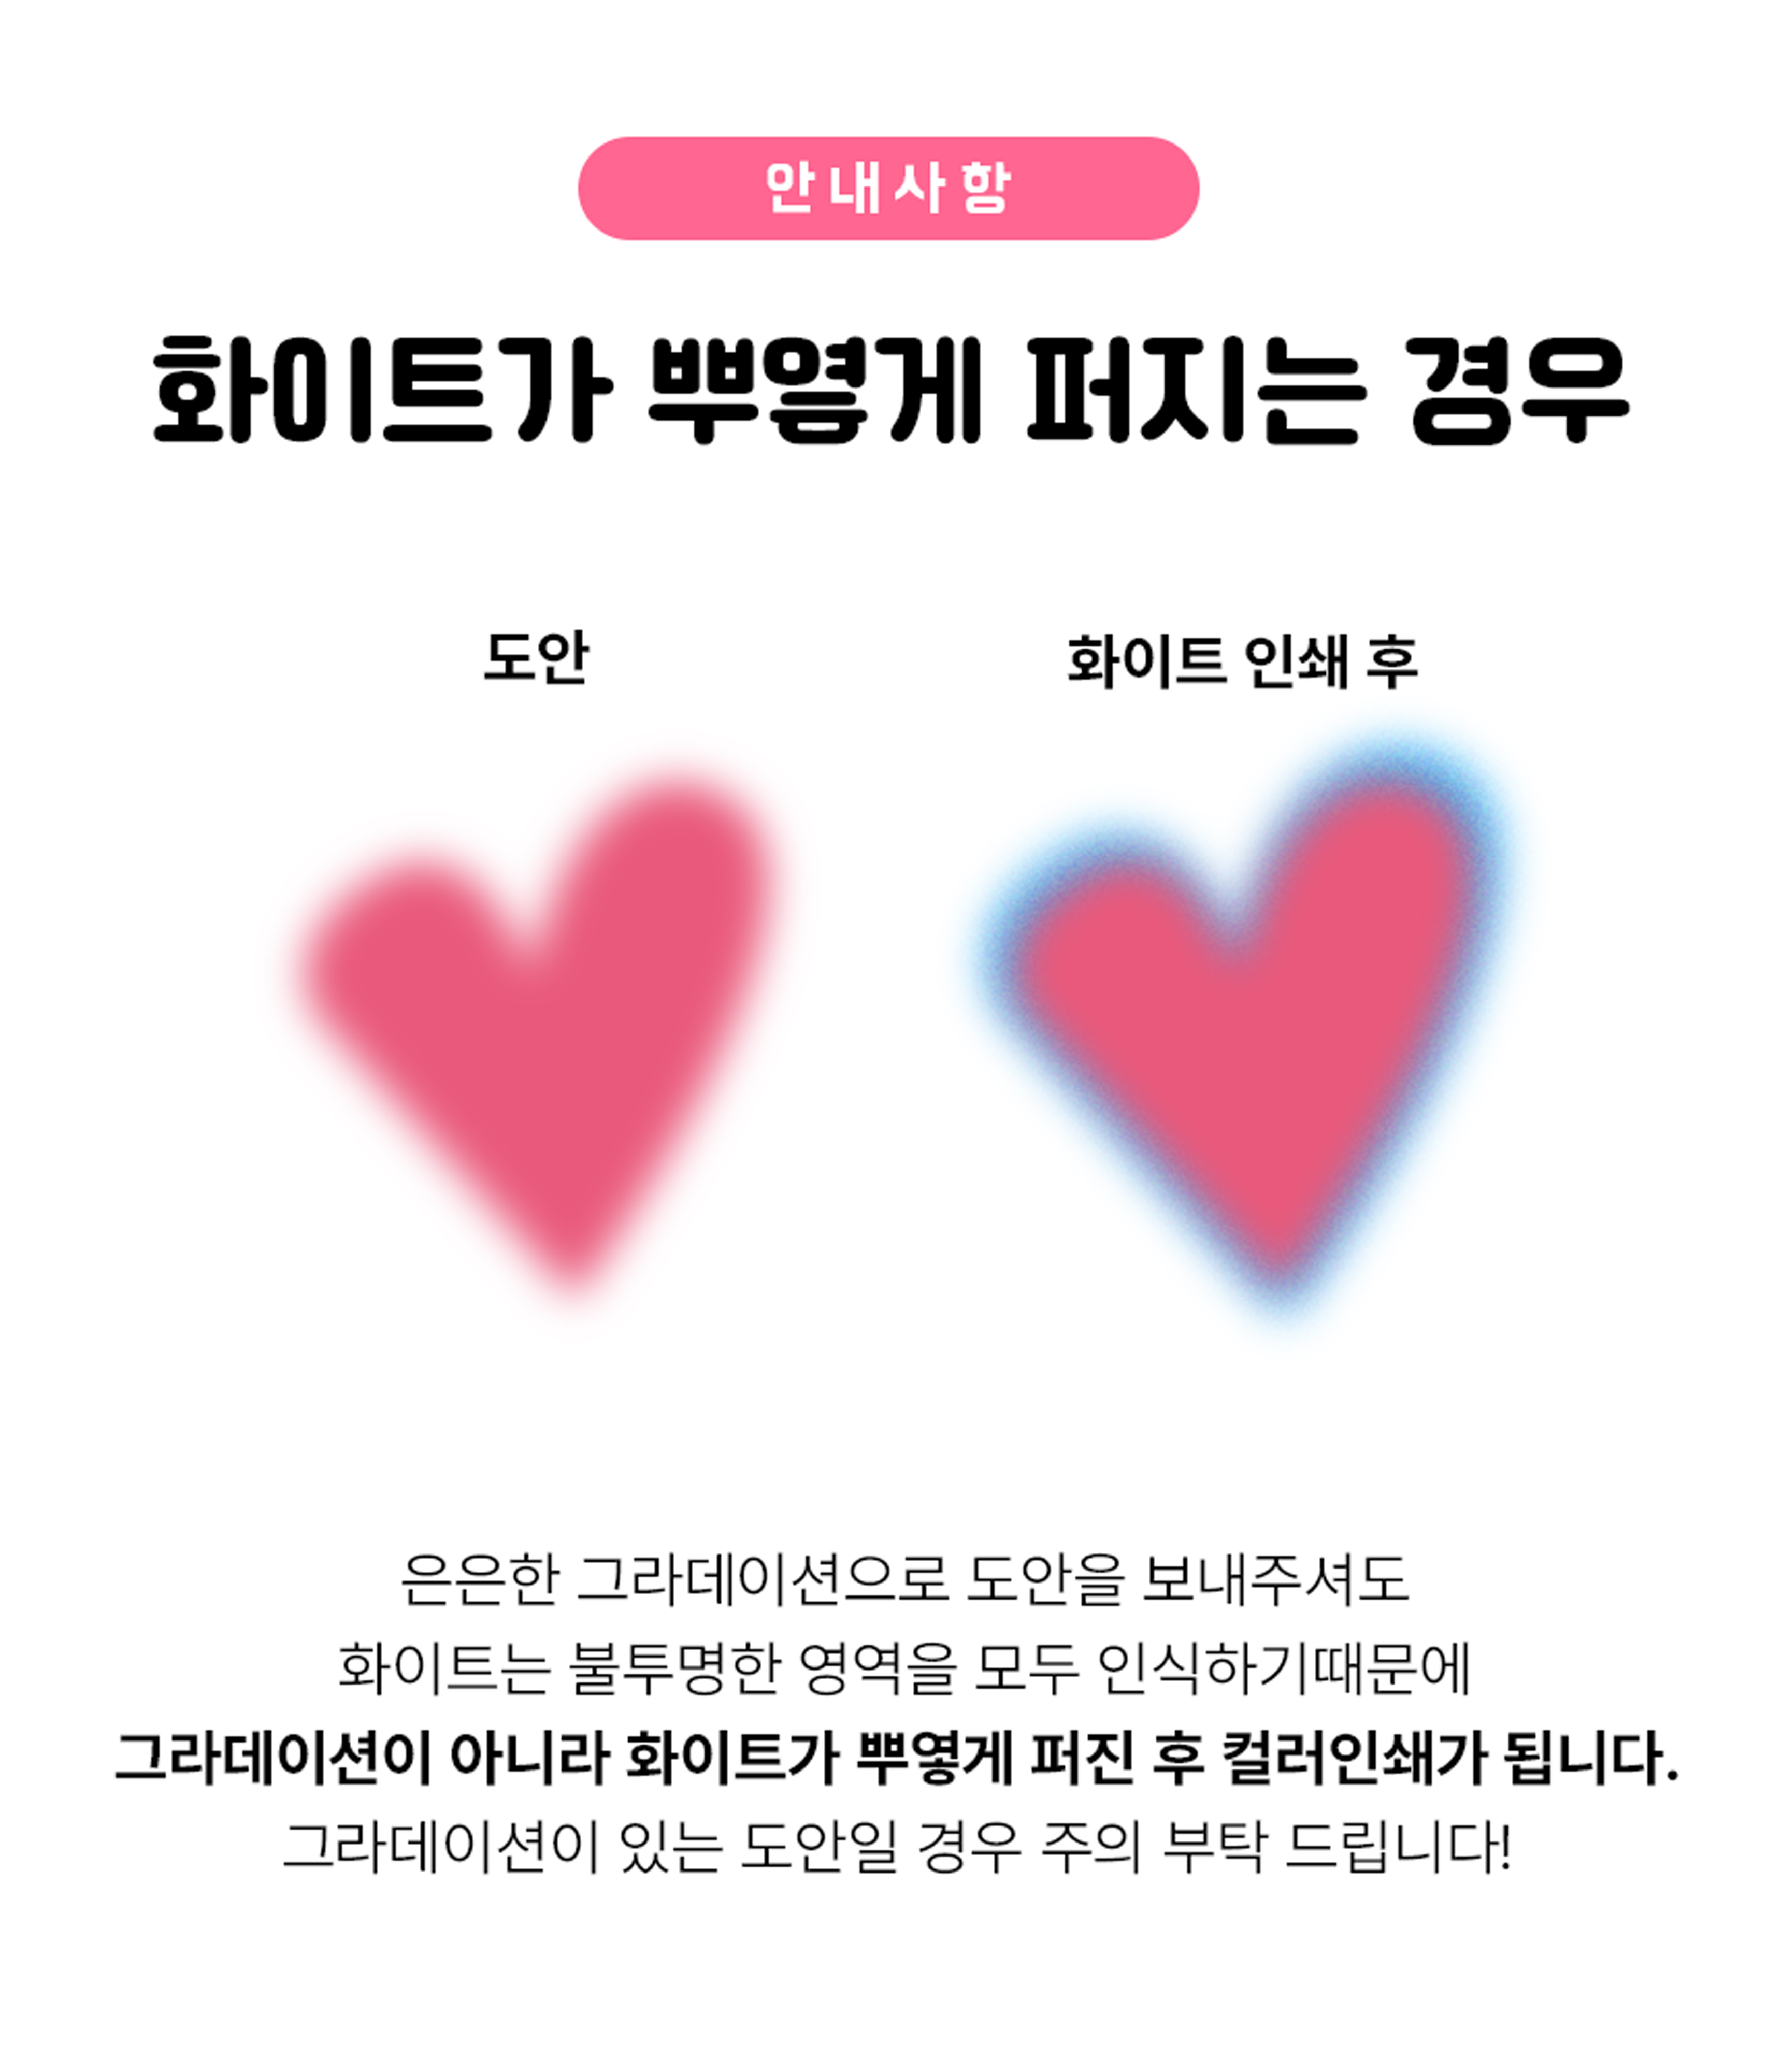 안내사항
화이트가 뿌옇게 퍼지는 경우
도안
화이트 인쇄 후
은은한 그라데이션으로 도안을 보내주셔도
화이트는 불투명한 영역을 모두 인식하기때문에
그라데이션이 아니라 화이트가 뿌옇게 퍼진 후 컬러인쇄가 됩니다.
그라데이션이 있는 도안일 경우 주의 부탁 드립니다!